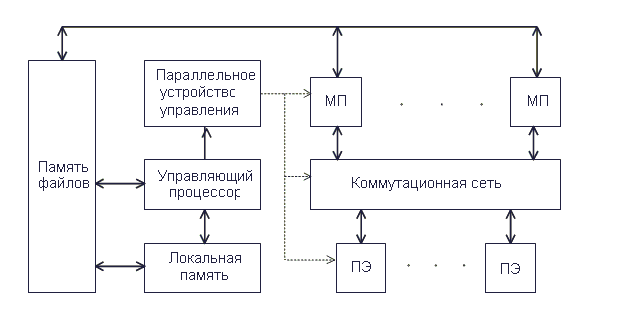 Параллельное
устройство
управления
МП
МП
Память
файлов
Управляющий
процессор
Коммутационная сеть
Локальная
память
ПЭ
ПЭ